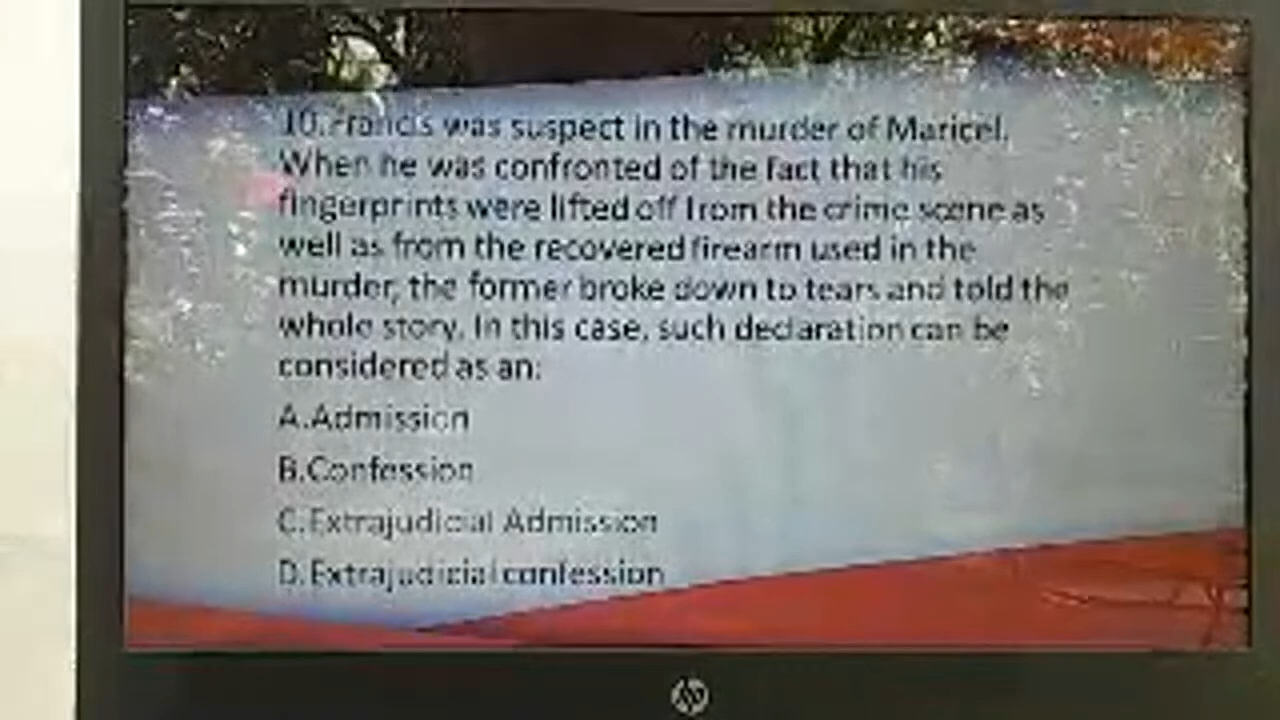 10.Francis was suspect in the murder of Maricel.
When he was confronted of the fact that his
fingerprints were lifted off from the crime scene as
well as from the recovered firearm used in the
murder, the former broke down to tears and told the
whole story. In this case, such declaration can be
considered as an:
A.Admission
B.Confession
C.Extrajudicial Admission
D.Extrajudicial confession
hp